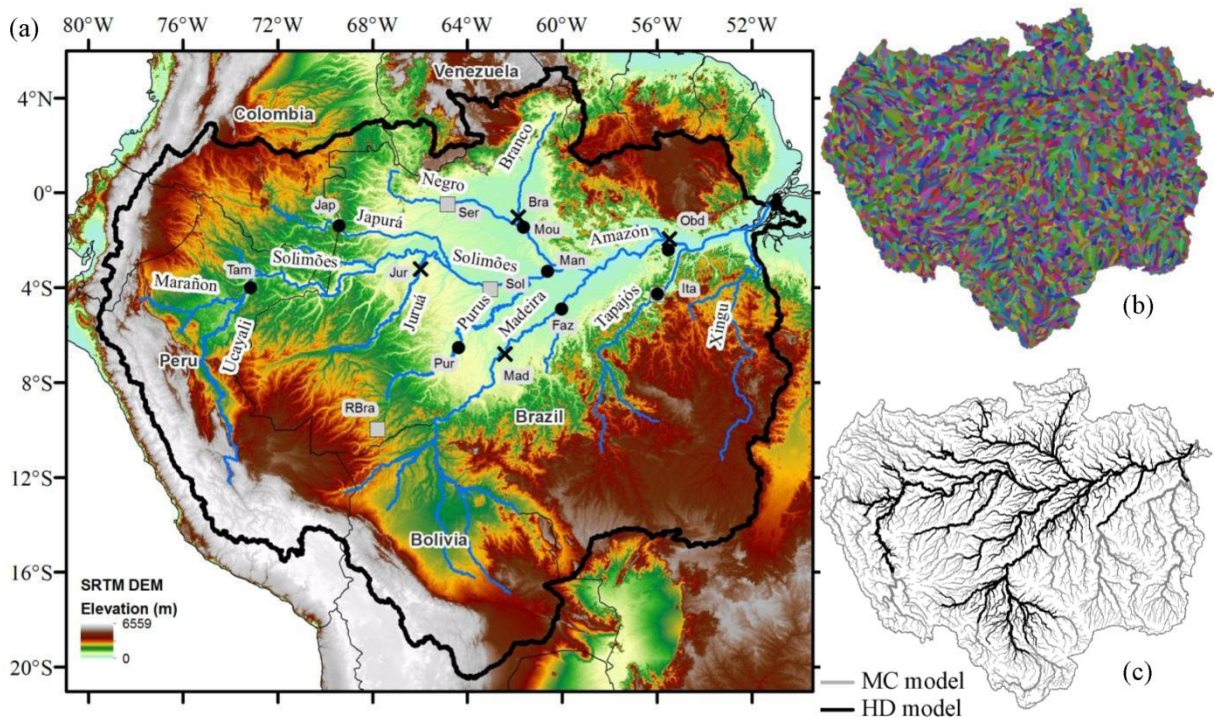 (a)
80°W 76°W 72°W 68°W 64°W 60°W 56°W 52°W
4°N
0°
4°S
8°S
12°S
16°S
20°S
Venezuela
Colombia
Branco
Negro
Ser
Bra
Mou
Jap
Japurá
Amazon
Obd
Solimões
Solimões
Man
Tam
Marañon
Jur
Sol
Ita
Juruá
Purus
Madeira
Faz
Tapajós
Xingu
Ucayali
Peru
Pur
Mad
RBra
Brazil
Bolivia
SRTM DEM
Elevation (m)
6559
0
(b)
(c)
MC model
HD model